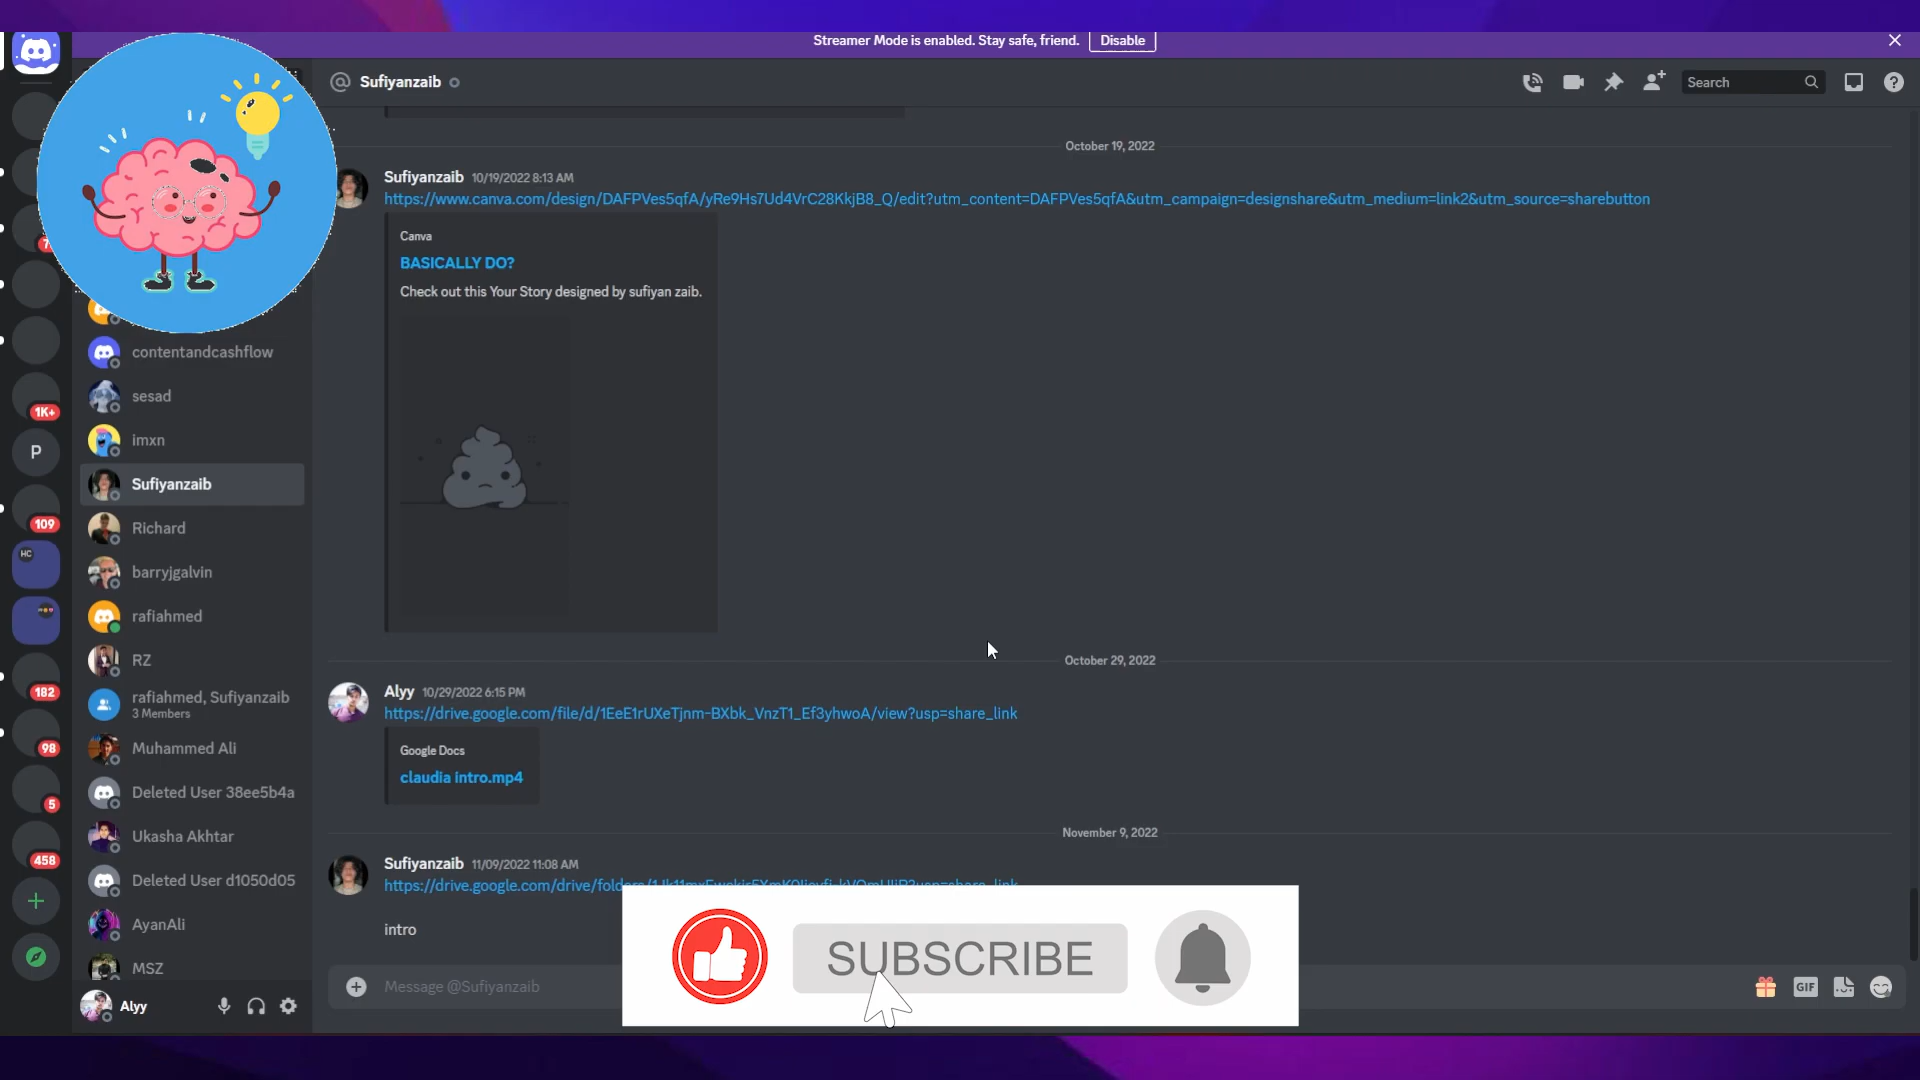 Streamer Mode is enabled. Stay safe, friend.
Disable
@ Sufiyanzaib
Search
October 19, 2022
Sufiyanzaib 10/19/2022 8:13 AM
https://www.canva.com/design/DAFPVes5qfA/yRe9Hs7Ud4VrC28KkjB8_Q/edit?utm_content=DAFPVes5qfA&utm_campaign=designshare&utm_medium=link2&utm_source=sharebutton
Canva
BASICALLY DO?
Check out this Your Story designed by sufiyan zaib.
October 29, 2022
Alyy 10/29/2022 6:15 PM
https://drive.google.com/file/d/1EeE1rUXeTjnm-BXbk_VnzT1_Ef3yhwoA/view?usp=share_link
Google Docs
claudia intro.mp4
November 9, 2022
Sufiyanzaib 11/09/2022 11:08 AM
intro
Message @Sufiyanzaib
GIF
SUBSCRIBE
contentandcashflow
sesad
imxn
Sufiyanzaib
Richard
barryjgalvin
rafiahmed
RZ
rafiahmed, Sufiyanzaib
3 Members
Muhammed Ali
Deleted User 38ee5b4a
Ukasha Akhtar
Deleted User d1050d05
AyanAli
MSZ
Alyy
1K+
P
109
HC
182
98
5
458